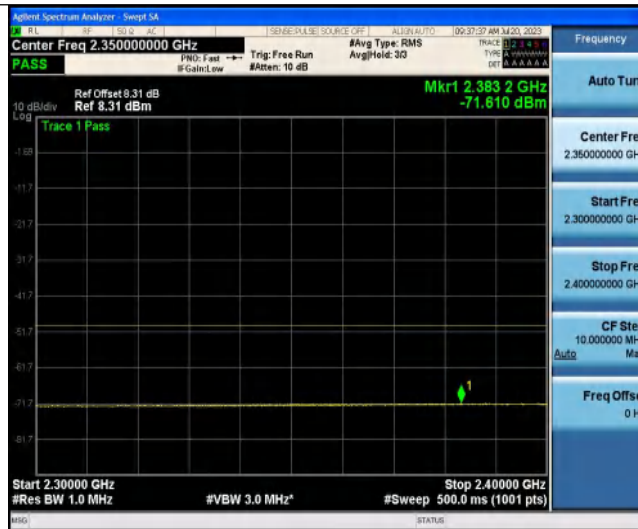 Agilent Spectrum Analyzer - Swept SA
RL RF 50 Ω AC SENSE:PULSE SOURCE OFF ALIGN AUTO 09:37:37 AM Jul 20, 2023
Center Freq 2.350000000 GHz #Avg Type: RMS TRACE 1 2 3 4 5 6
PASS PNO: Fast Trig: Free Run Avg|Hold: 3/3 TYPE A
IFGain:Low #Atten: 10 dB DET A A A A A A
Mkr1 2.383 2 GHz
Ref Offset 8.31 dB
10 dB/div Ref 8.31 dBm -71.610 dBm
Log
Trace 1 Pass
-1.69
-11.7
-21.7
-31.7
-41.7
-51.7
-61.7
-71.7
-81.7
1
Start 2.30000 GHz Stop 2.40000 GHz
#Res BW 1.0 MHz #VBW 3.0 MHz* #Sweep 500.0 ms (1001 pts)
MSG STATUS
Frequency
Auto Tun
Center Fre
2.350000000 GH
Start Fre
2.300000000 GH
Stop Fre
2.400000000 GH
CF Ste
10.000000 MH
Auto Ma
Freq Offse
0 H